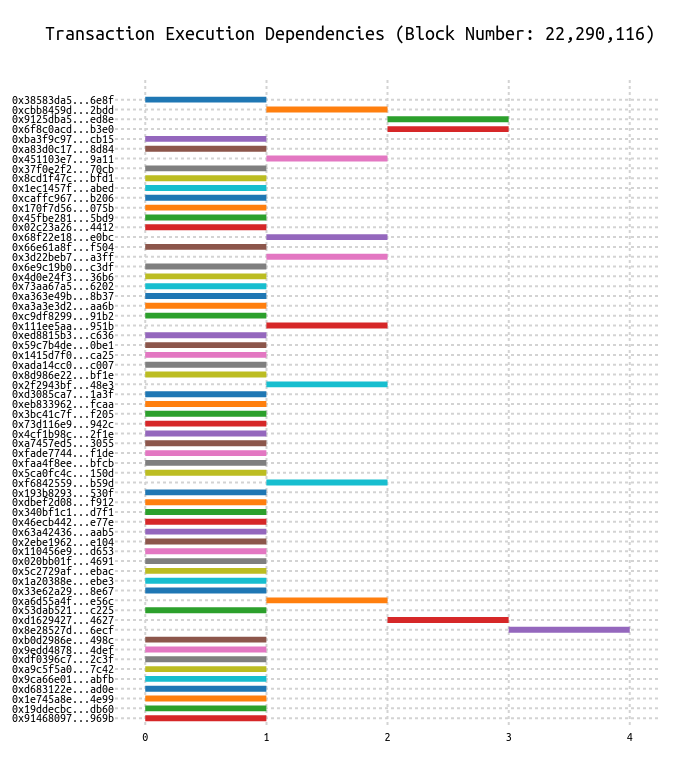 Transaction Execution Dependencies (Block Number: 22,290,116)
0x38583da5...6e8f
0xcbb8459d...2bdd
0x9125dba5...ed8e
0x6f8c0acd...b3e0
0xba3f9c97...cb15
0xa83d0c17...8d84
0x451103e7...9a11
0x37f0e2f2...70cb
0x8cd1f47c...bfd1
0x1ec1457f...abed
0xcaffc967...b206
0x170f7d56...075b
0x45fbe281...5bd9
0x02c23a26...4412
0x68f22e18...e0bc
0x66e61a8f...f504
0x3d22beb7...a3ff
0x6e9c19b0...c3df
0x4d0e24f3...36b6
0x73aa67a5...6202
0xa363e49b...8b37
0xa3a3e3d2...aa6b
0xc9df8299...91b2
0x111ee5aa...951b
0xed8815b3...c636
0x59c7b4de...0be1
0x1415d7f0...ca25
0xada14cc0...c007
0x8d986e22...bf1e
0x2f2943bf...48e3
0xd3085ca7...1a3f
0xeb833962...fcaa
0x3bc41c7f...f205
0x73d116e9...942c
0x4cf1b98c...2f1e
0xa7457ed5...3055
0xfade7744...f1de
0xfaa4f8ee...bfcb
0x5ca0fc4c...150d
0xf6842559...b59d
0x193b8293...530f
0xdbef2d08...f912
0x340bf1c1...d7f1
0x46ecb442...e77e
0x63a42436...aab5
0x2ebe1962...e104
0x110456e9...d653
0x020bb01f...4691
0x5c2729af...ebac
0x1a20388e...ebe3
0x33e62a29...8e67
0xa6d55a4f...e56c
0x53dab521...c225
0xd1629427...4627
0x8e28527d...6ecf
0xb0d2986e...498c
0x9edd4878...4def
0xdf0396c7...2c3f
0xa9c5f5a0...7c42
0x9ca66e01...abfb
0xd683122e...ad0e
0x1e745a8e...4e99
0x19ddecbc...db60
0x91468097...969b
0 1 2 3 4